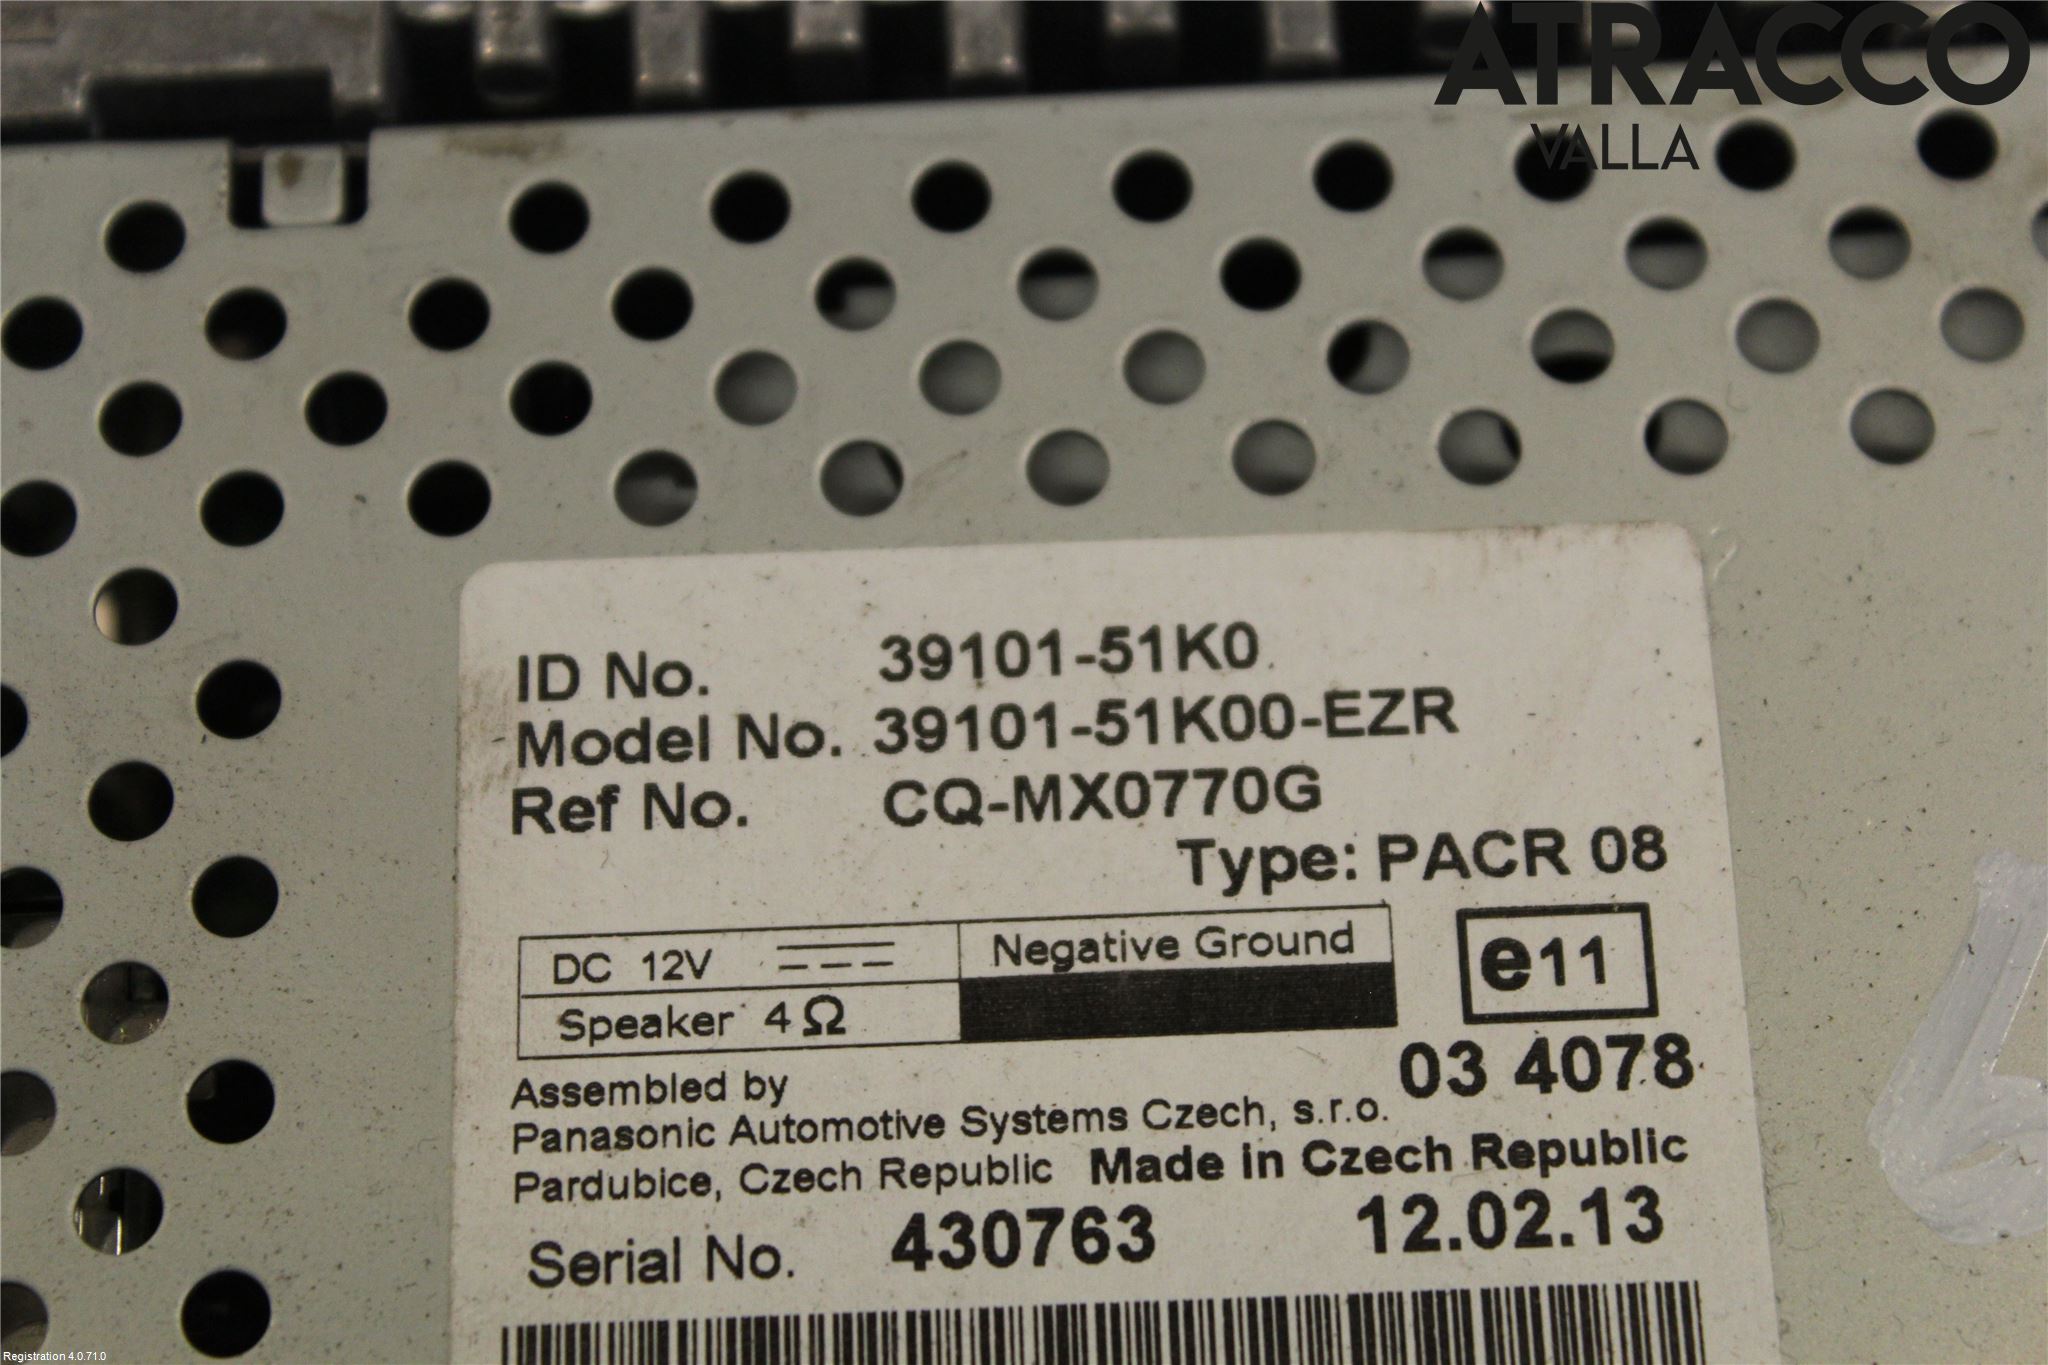 ATRACCO
VALLA
ID No. 39101-51K0
Model No. 39101-51K00-EZR
Ref No. CQ-MX0770G
Type: PACR 08
DC 12V Negative Ground
Speaker 4Ω
e11
03 4078
Assembled by
Panasonic Automotive Systems Czech, s.r.o.
Pardubice, Czech Republic Made in Czech Republic
Serial No. 430763 12.02.13
Registration 4.0.71.0